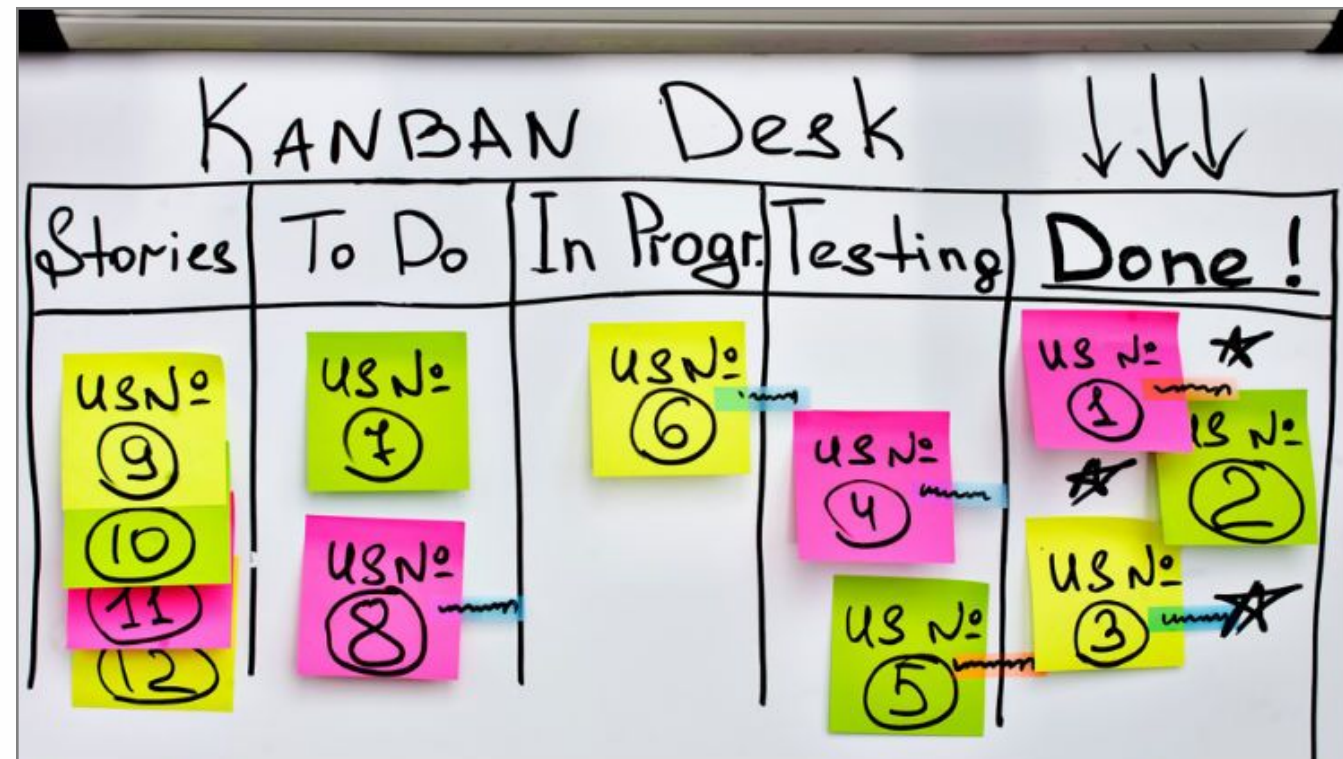 KANBAN Desk
Stories
To Do
In Progr.
Testing
Done!
US Nº
9
10
11
12
US Nº
7
US Nº
8
US Nº
6
US Nº
4
US Nº
5
US Nº
1
US Nº
2
US Nº
3